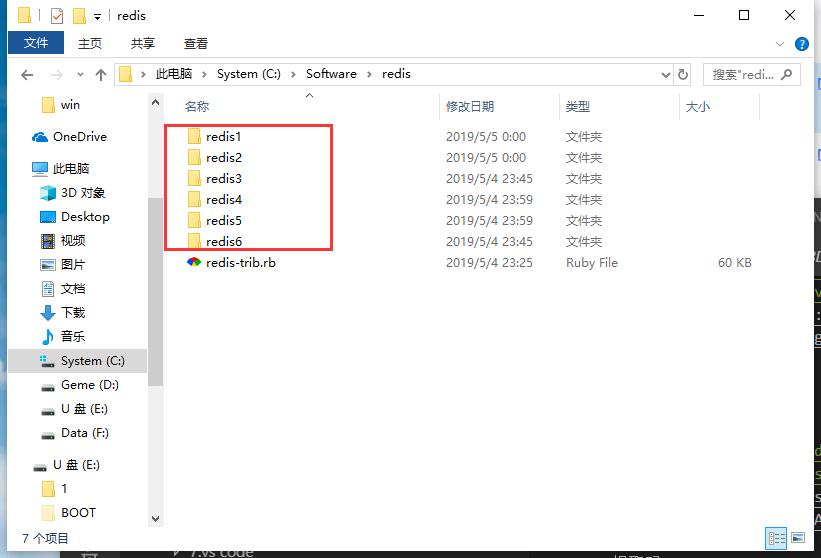 redis
文件 主页 共享 查看
此电脑 System (C:) Software redis
搜索"redi...
名称 修改日期 类型 大小
win
OneDrive
此电脑
3D 对象
Desktop
视频
图片
文档
下载
音乐
System (C:)
Geme (D:)
U 盘 (E:)
Data (F:)
U 盘 (E:)
1
BOOT
redis1 2019/5/5 0:00 文件夹
redis2 2019/5/5 0:00 文件夹
redis3 2019/5/4 23:45 文件夹
redis4 2019/5/4 23:59 文件夹
redis5 2019/5/4 23:59 文件夹
redis6 2019/5/4 23:45 文件夹
redis-trib.rb 2019/5/4 23:25 Ruby File 60 KB
7 个项目
7.vs code